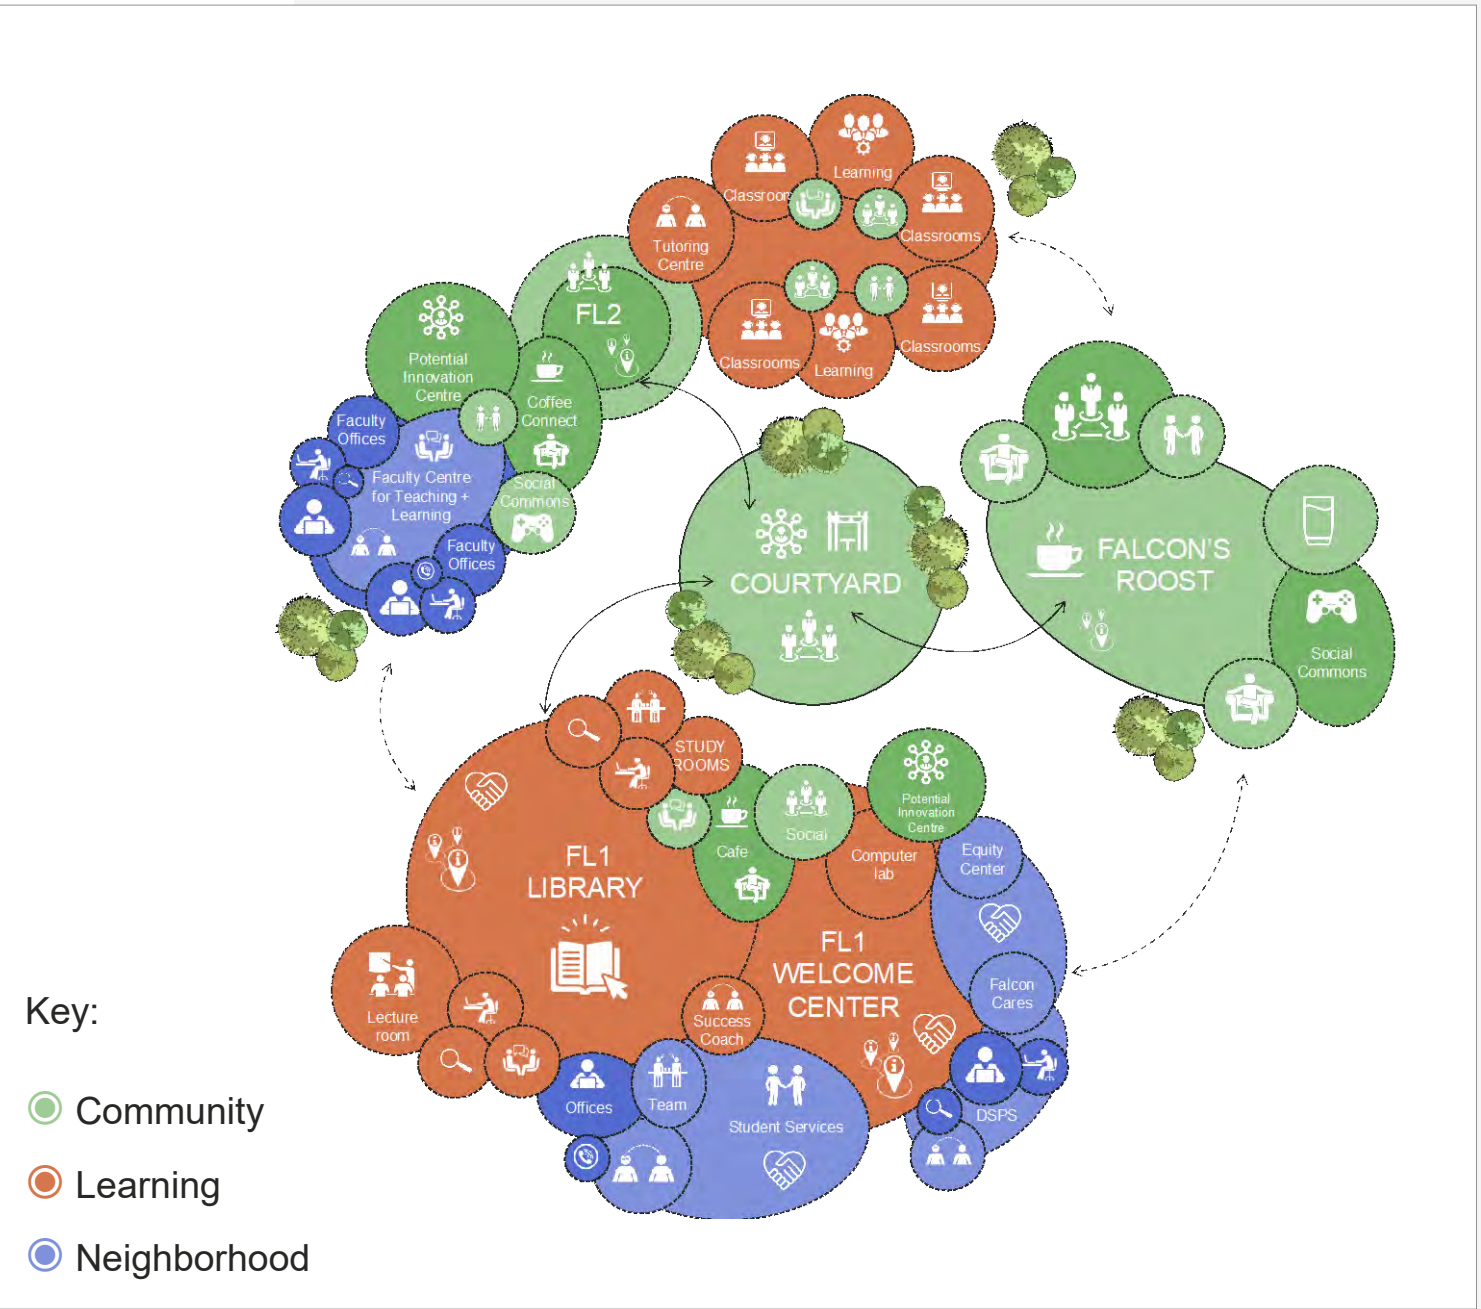 Learning
Classroom
Classrooms
Tutoring
Centre
FL2
Classrooms
Learning
Classrooms
Potential
Innovation
Centre
Coffee
Connect
Faculty
Offices
Faculty Centre
for Teaching +
Learning
Social
Commons
Faculty
Offices
COURTYARD
FALCON'S
ROOST
Social
Commons
STUDY
ROOMS
Potential
Innovation
Centre
Social
Cafe
Computer
lab
Equity
Center
FL1
LIBRARY
FL1
WELCOME
CENTER
Falcon
Cares
Lecture
room
Success
Coach
Offices
Team
Student Services
DSPS
Key:
Community
Learning
Neighborhood